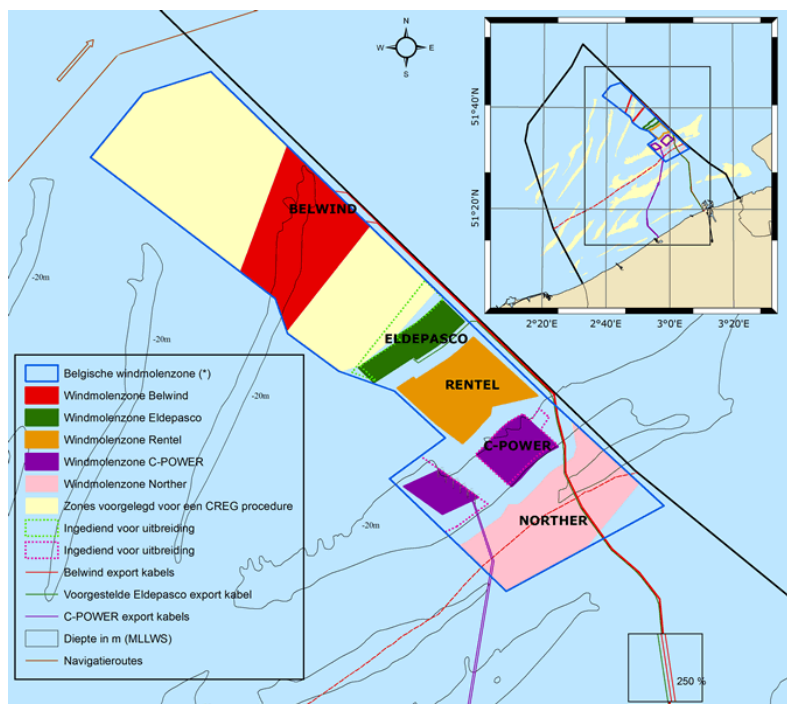 N
W E
S
51°40'N
51°20'N
2°20'E 2°40'E 3°0'E 3°20'E
BELWIND
-20m
-20m
ELDEPASCO
-20m
RENTEL
-20m
C-POWER
-20m
NORTHER
Belgische windmolenzone (*)
Windmolenzone Belwind
Windmolenzone Eldepasco
Windmolenzone Rentel
Windmolenzone C-POWER
Windmolenzone Norther
Zones voorgelegd voor een CREG procedure
Ingediend voor uitbreiding
Ingediend voor uitbreiding
Belwind export kabels
Voorgestelde Eldepasco export kabel
C-POWER export kabels
Diepte in m (MLLWS)
Navigatieroutes
250 %